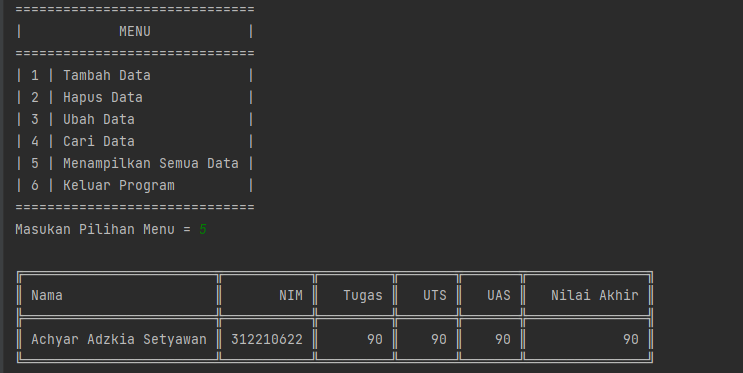 ==============================
|            MENU            |
==============================
| 1 | Tambah Data            |
| 2 | Hapus Data             |
| 3 | Ubah Data              |
| 4 | Cari Data              |
| 5 | Menampilkan Semua Data |
| 6 | Keluar Program         |
==============================
Masukan Pilihan Menu = 5
Nama NIM Tugas UTS UAS Nilai Akhir
Achyar Adzkia Setyawan 312210622 90 90 90 90